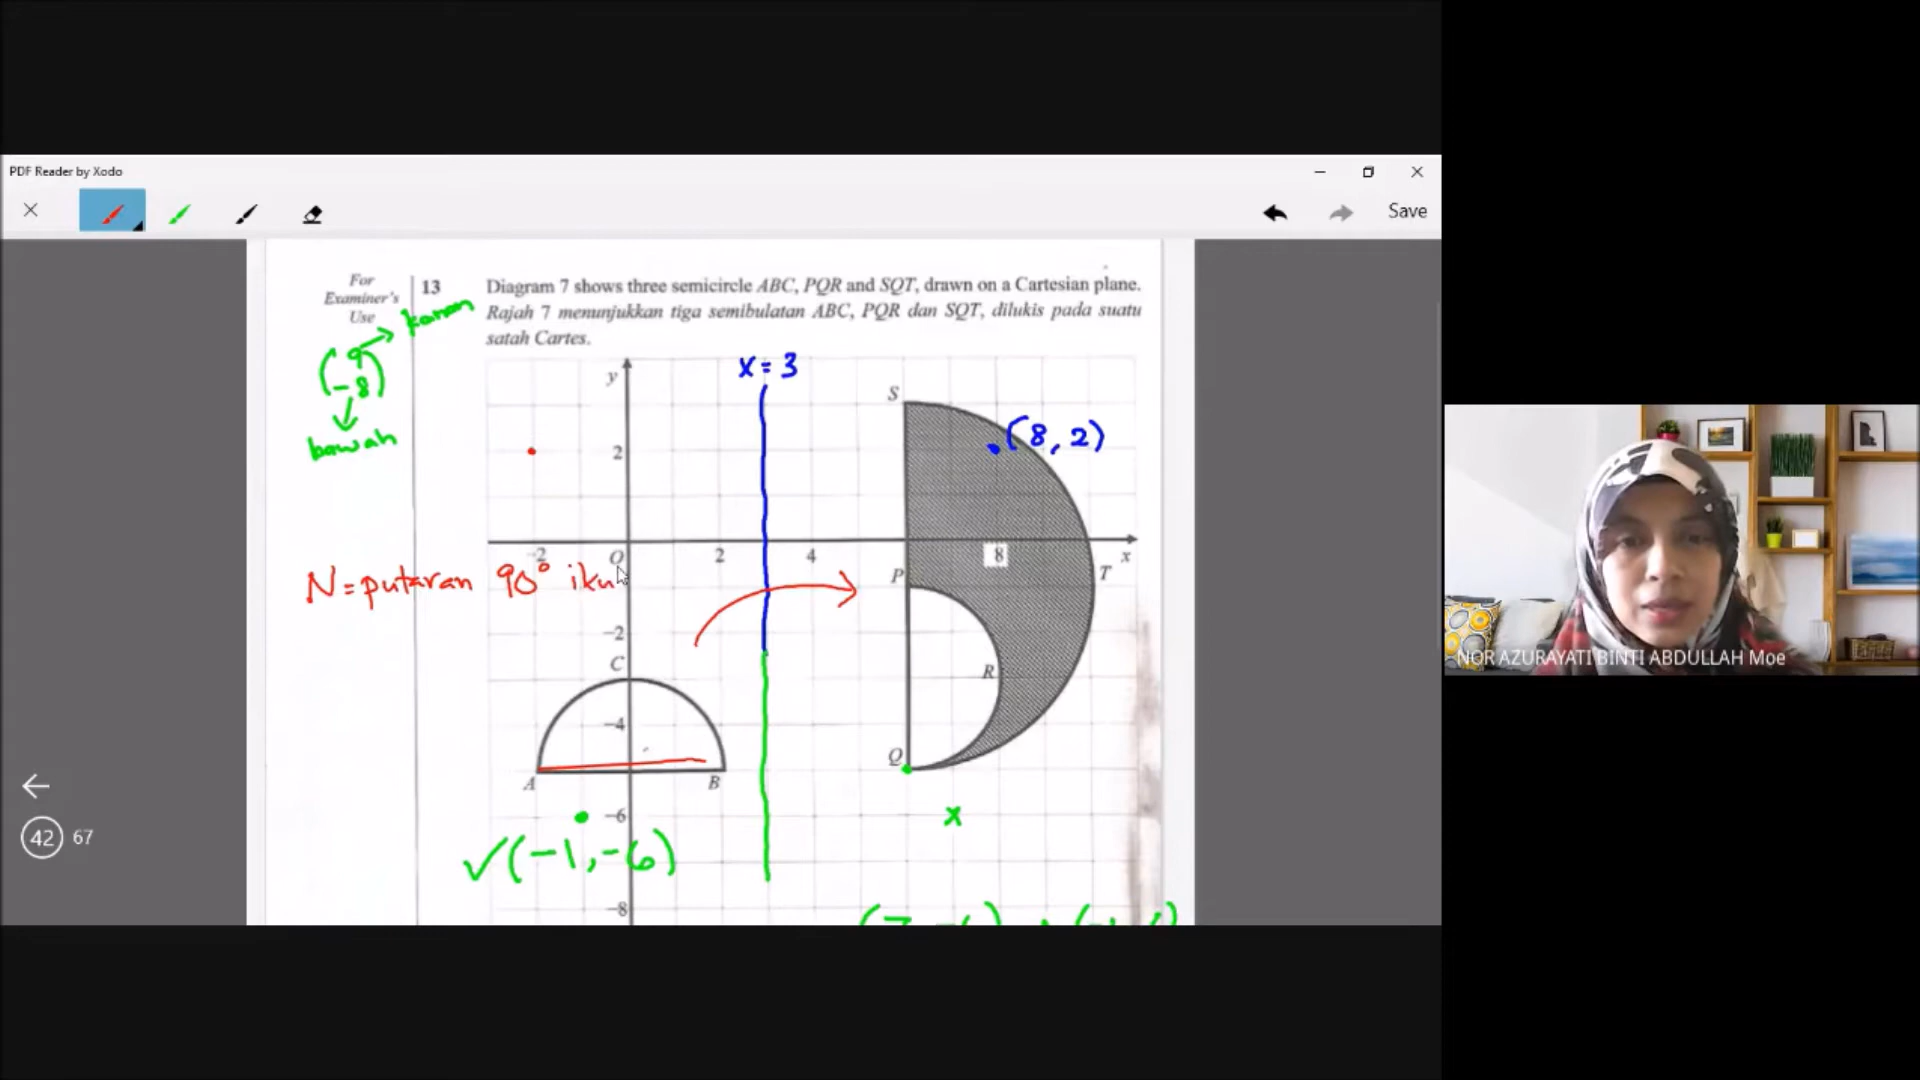 PDF Reader by Xodo
Save
For
Examiner's
Use
13
Diagram 7 shows three semicircle ABC, PQR and SQT, drawn on a Cartesian plane.
Rajah 7 menunjukkan tiga semibulatan ABC, PQR dan SQT, dilukis pada suatu
satah Cartes.
kanan
(9
-8)
bawah
x = 3
y
S
(8, 2)
2
-2
O
2
4
8
x
N = putaran 90° iku
P
T
-2
C
R
-4
Q
A
B
-6
x
✓(-1, -6)
-8
42
67
NOR AZURAYATI BINTI ABDULLAH Moe